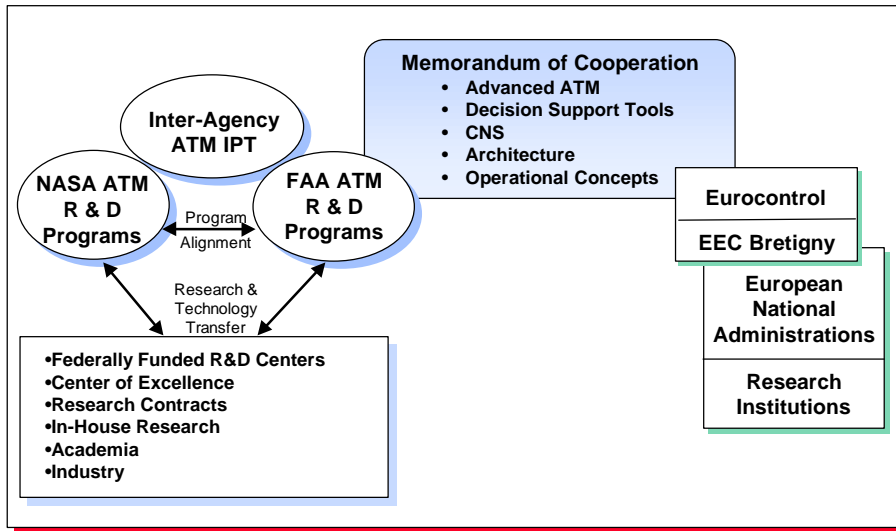 Memorandum of Cooperation
• Advanced ATM
• Decision Support Tools
• CNS
• Architecture
• Operational Concepts
Inter-Agency
ATM IPT
NASA ATM
R & D
Programs
FAA ATM
R & D
Programs
Program
Alignment
Research &
Technology
Transfer
•Federally Funded R&D Centers
•Center of Excellence
•Research Contracts
•In-House Research
•Academia
•Industry
Eurocontrol
EEC Bretigny
European
National
Administrations
Research
Institutions